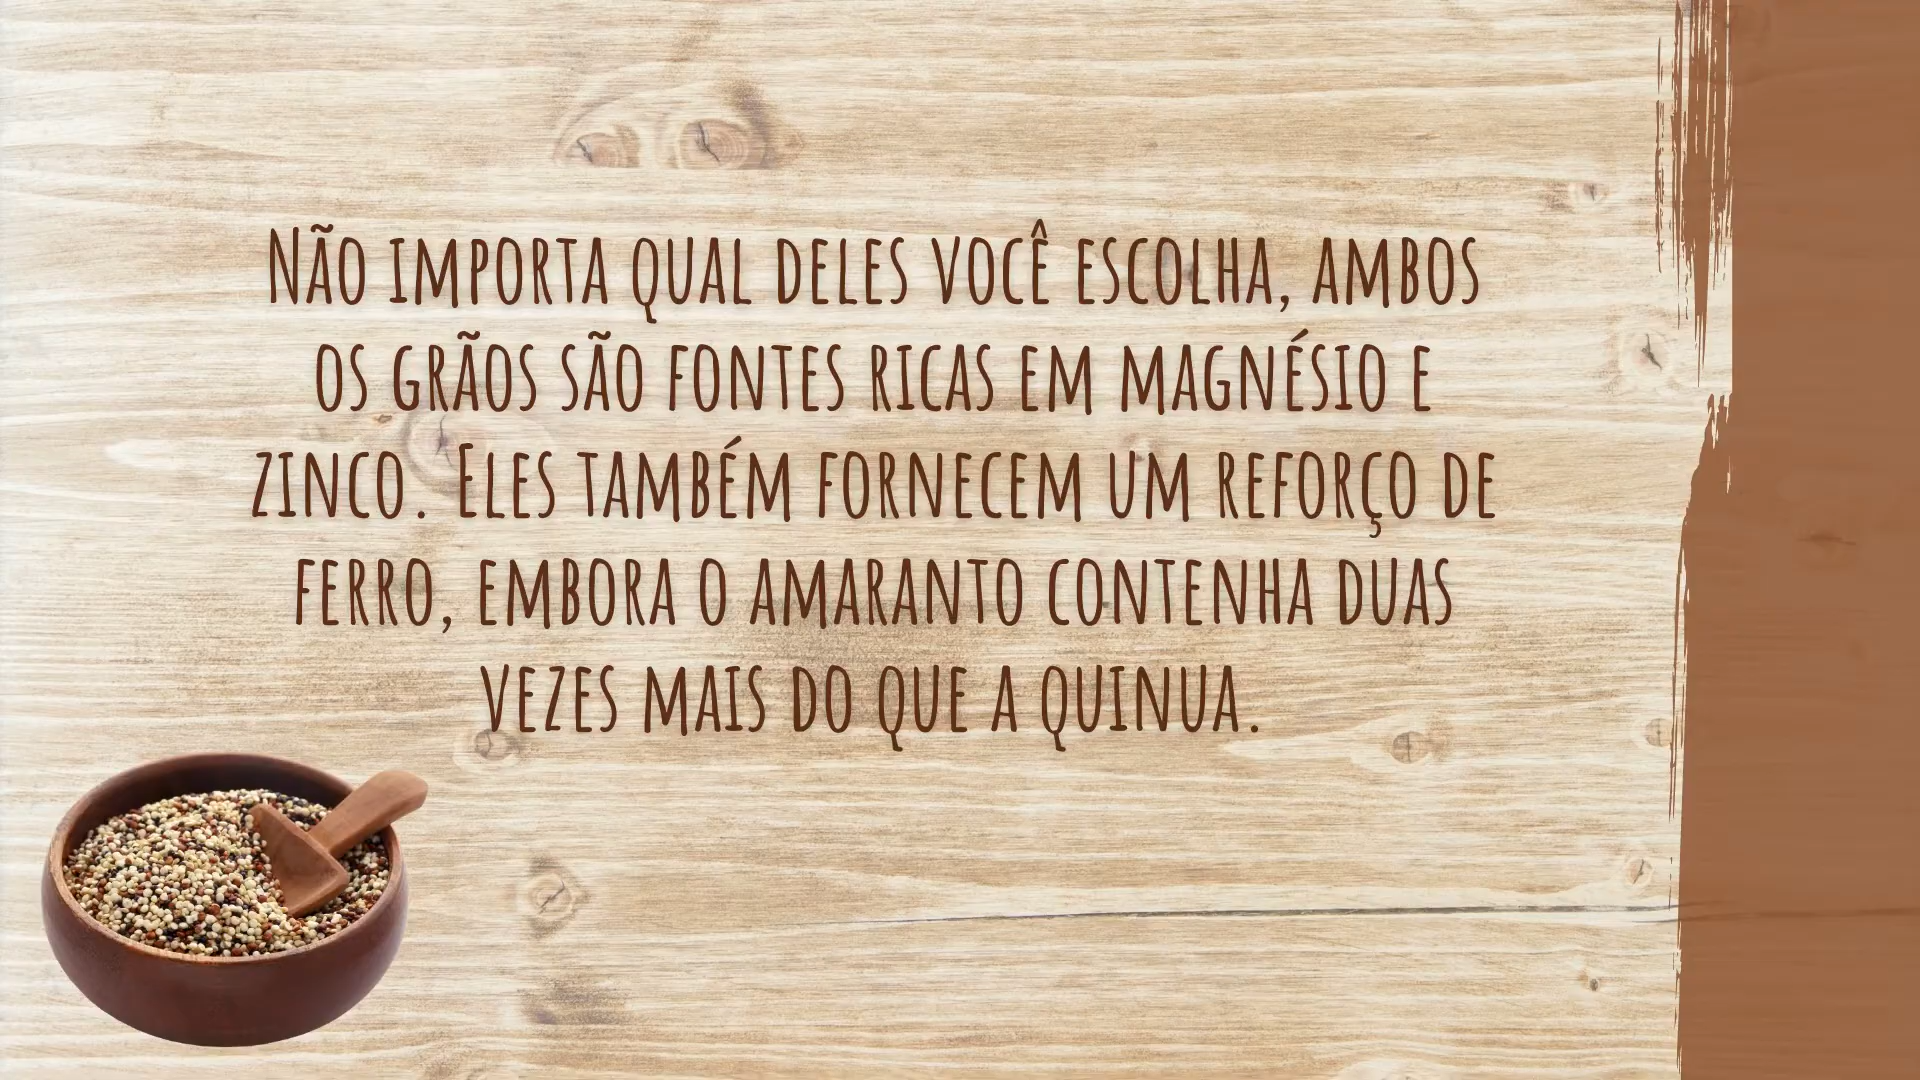 Não importa qual deles você escolha, ambos
os grãos são fontes ricas em magnésio e
zinco. Eles também fornecem um reforço de
ferro, embora o amaranto contenha duas
vezes mais do que a quinua.